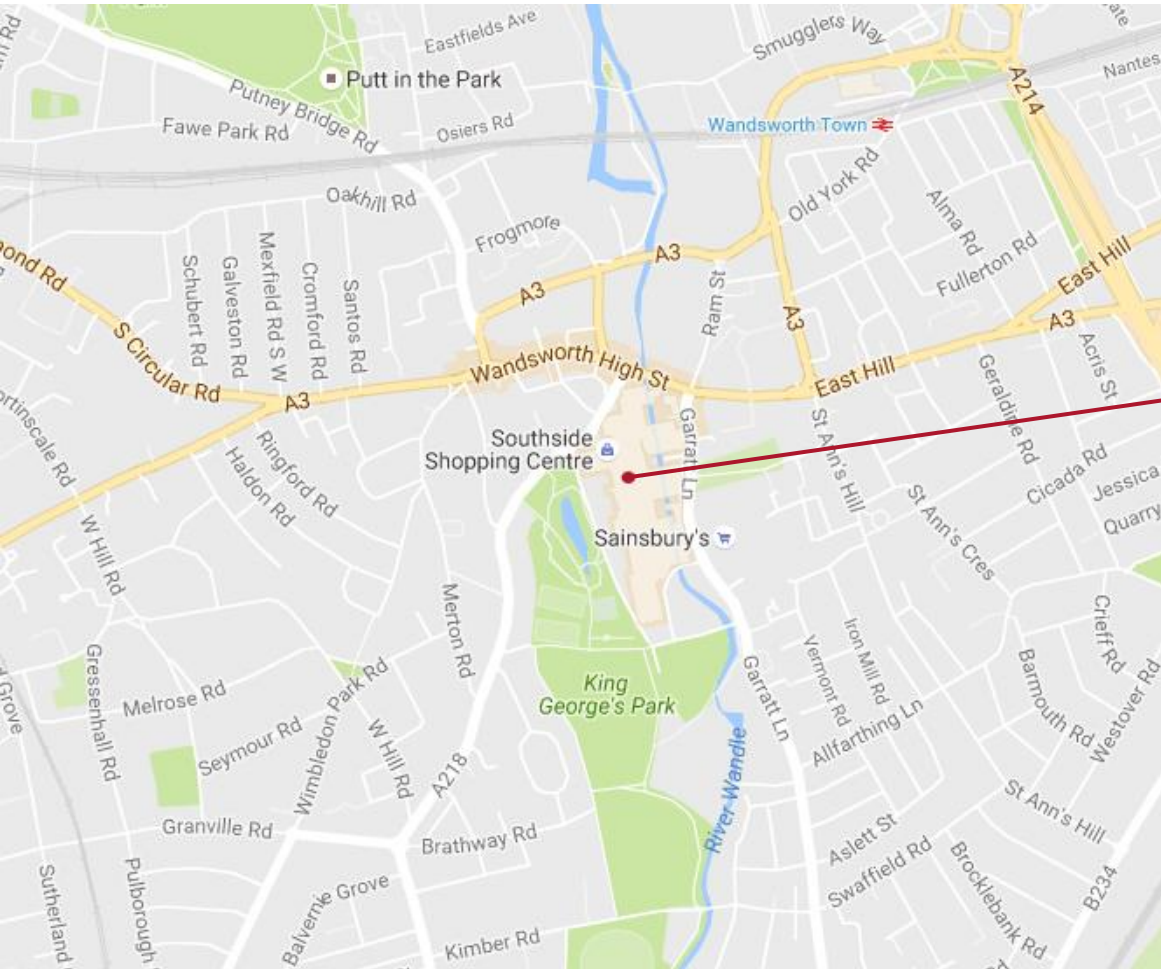 Eastfields Ave
Smugglers Way
Putt in the Park
Nantes
A214
Putney Bridge Rd
Fawe Park Rd
Osiers Rd
Wandsworth Town
Oakhill Rd
Old York Rd
Alma Rd
Frogmore
Fullerton Rd
East Hill
A3
A3
Ram St
A3
A3
Schubert Rd
Galveston Rd
Mexfield Rd S W
Cromford Rd
Santos Rd
S Circular Rd
Wandsworth High St
East Hill
Acris St
Geraldine Rd
A3
Southside
Shopping Centre
Garratt Ln
St Ann's Hill
Ringford Rd
Haldon Rd
Cicada Rd
Jessica
Quarry
St Ann's Cres
Sainsbury's
W Hill Rd
Merton Rd
Crieff Rd
Iron Mill Rd
Vermont Rd
Barmouth Rd
Westover Rd
Gressenhall Rd
Melrose Rd
King
George's Park
Garratt Ln
Seymour Rd
Wimbledon Park Rd
W Hill Rd
A218
Allfarthing Ln
River Wandle
Granville Rd
Brathway Rd
St Ann's Hill
Aslett St
Swaffield Rd
Brocklebank Rd
B234
Sutherland
Pulborough
Balvernie Grove
Kimber Rd